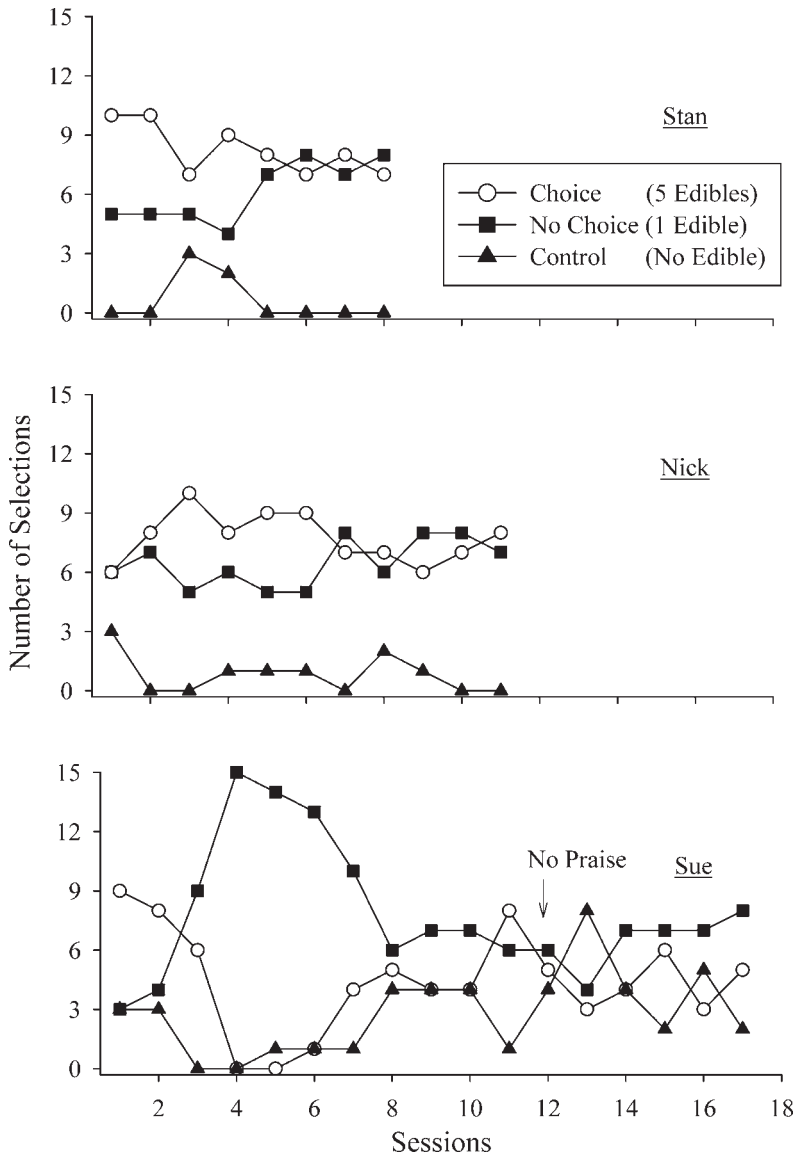 15
12
9
6
3
0
Stan
Choice (5 Edibles)
No Choice (1 Edible)
Control (No Edible)
Number of Selections
15
12
9
6
3
0
Nick
15
12
9
6
3
0
No Praise
Sue
2 4 6 8 10 12 14 16 18
Sessions